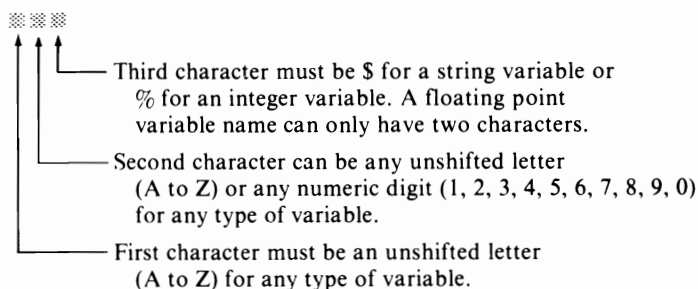 Third character must be $ for a string variable or
% for an integer variable. A floating point
variable name can only have two characters.
Second character can be any unshifted letter
(A to Z) or any numeric digit (1, 2, 3, 4, 5, 6, 7, 8, 9, 0)
for any type of variable.
First character must be an unshifted letter
(A to Z) for any type of variable.